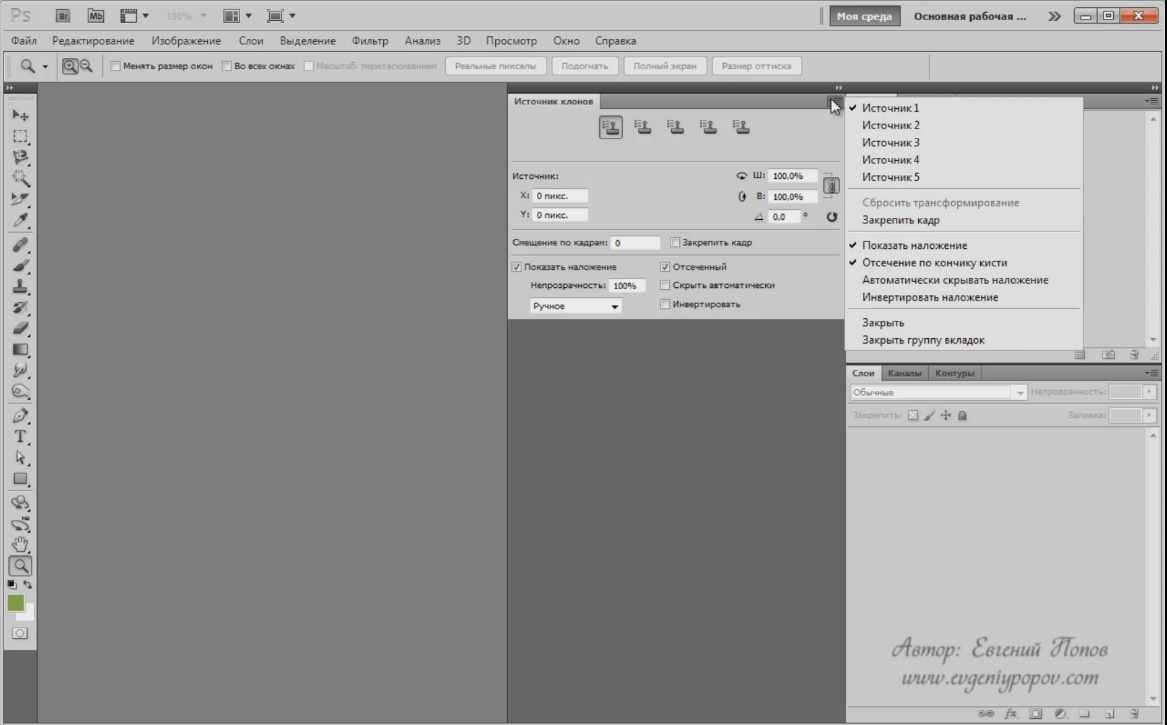 Ps Br Mb 100% Моя среда Основная рабочая ...
Файл Редактирование Изображение Слои Выделение Фильтр Анализ 3D Просмотр Окно Справка
Менять размер окон Во всех окнах Масштаб. перетаскиванием Реальные пикселы Подогнать Полный экран Размер оттиска
Источник клонов
Источник:
Ш: 100,0%
X: 0 пикс.
В: 100,0%
Y: 0 пикс.
0,0 °
Смещение по кадрам: 0 Закрепить кадр
Показать наложение Отсеченный
Непрозрачность: 100% Скрыть автоматически
Ручное Инвертировать
Источник 1
Источник 2
Источник 3
Источник 4
Источник 5
Сбросить трансформирование
Закрепить кадр
Показать наложение
Отсечение по кончику кисти
Автоматически скрывать наложение
Инвертировать наложение
Закрыть
Закрыть группу вкладок
Слои Каналы Контуры
Обычные Непрозрачность:
Закрепить: Заливка:
T
fx
Автор: Евгений Попов
www.evgeniypopov.com